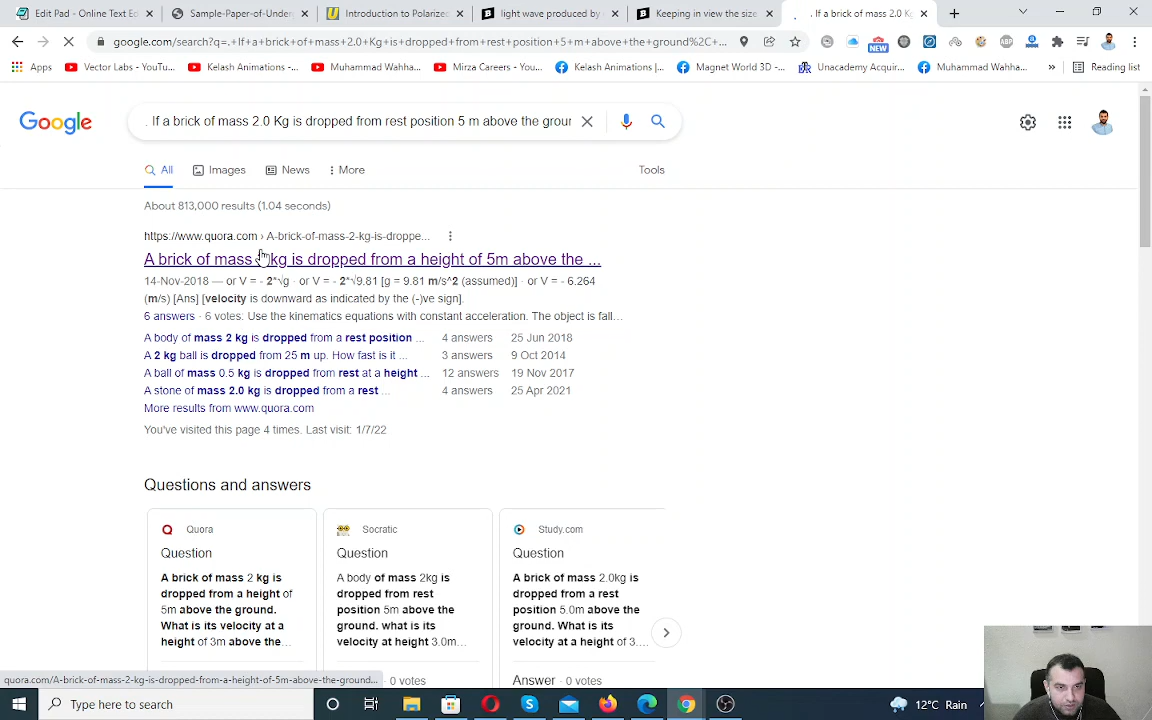 Edit Pad - Online Text Ed
Sample-Paper-of-Under
Introduction to Polarized
light wave produced by
Keeping in view the size
. If a brick of mass 2.0 Kg
google.com/search?q=.+If+a+brick+of+mass+2.0+Kg+is+dropped+from+rest+position+5+m+above+the+ground%2C+...
NEW
ABP
Apps
Vector Labs - YouTu...
Kelash Animations -...
Muhammad Wahha...
Mirza Careers - You...
Kelash Animations |...
Magnet World 3D -...
Unacademy Acquir...
Muhammad Wahha...
»
Reading list
Google
. If a brick of mass 2.0 Kg is dropped from rest position 5 m above the groun
All
Images
News
More
Tools
About 813,000 results (1.04 seconds)
https://www.quora.com › A-brick-of-mass-2-kg-is-droppe...
A brick of mass kg is dropped from a height of 5m above the ...
14-Nov-2018 — or V = - 2*√g · or V = - 2*√9.81 [g = 9.81 m/s^2 (assumed)] · or V = - 6.264
(m/s) [Ans] [velocity is downward as indicated by the (-)ve sign].
6 answers · 6 votes: Use the kinematics equations with constant acceleration. The object is fall...
A body of mass 2 kg is dropped from a rest position ... 4 answers 25 Jun 2018
A 2 kg ball is dropped from 25 m up. How fast is it ... 3 answers 9 Oct 2014
A ball of mass 0.5 kg is dropped from rest at a height ... 12 answers 19 Nov 2017
A stone of mass 2.0 kg is dropped from a rest ... 4 answers 25 Apr 2021
More results from www.quora.com
You've visited this page 4 times. Last visit: 1/7/22
Questions and answers
Quora
Question
A brick of mass 2 kg is
dropped from a height of
5m above the ground.
What is its velocity at a
height of 3m above the...
Socratic
Question
A body of mass 2kg is
dropped from rest
position 5m above the
ground. what is its
velocity at height 3.0m...
· 0 votes
Study.com
Question
A brick of mass 2.0kg is
dropped from a rest
position 5.0m above the
ground. What is its
velocity at a height of 3....
Answer · 0 votes
quora.com/A-brick-of-mass-2-kg-is-dropped-from-a-height-of-5m-above-the-ground...
Type here to search
12°C Rain